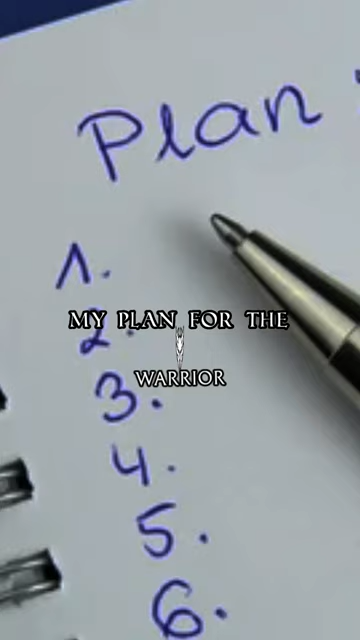 Plan
1.
MY PLAN FOR THE
2.
WARRIOR
3.
4.
5.
6.